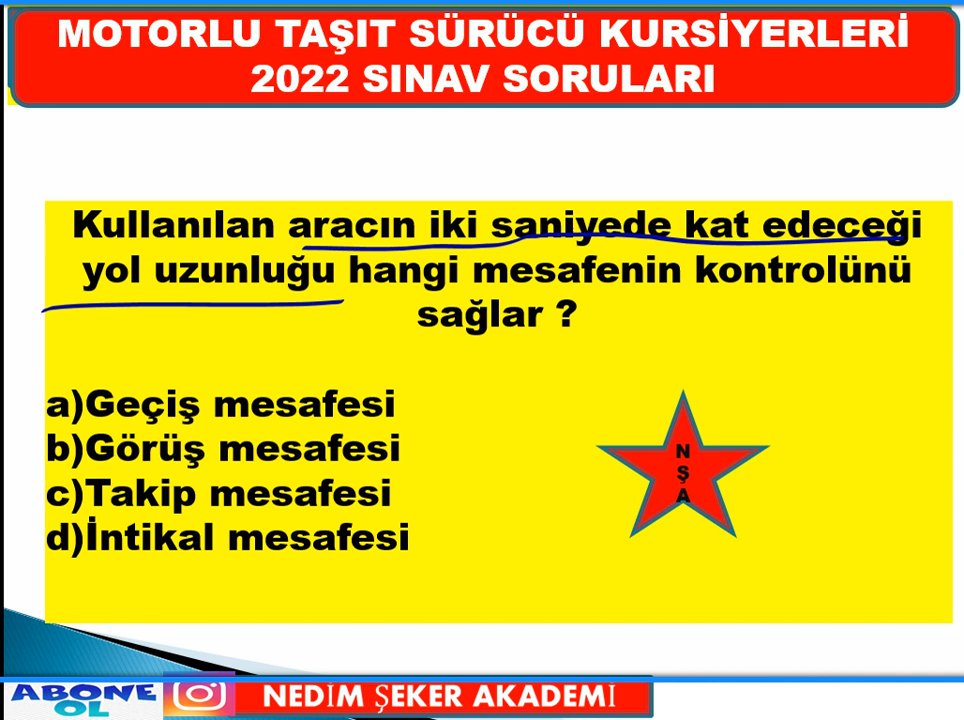 MOTORLU TAŞIT SÜRÜCÜ KURSİYERLERİ
2022 SINAV SORULARI
Kullanılan aracın iki saniyede kat edeceği
yol uzunluğu hangi mesafenin kontrolünü
sağlar ?
a)Geçiş mesafesi
b)Görüş mesafesi
c)Takip mesafesi
d)İntikal mesafesi
N
Ş
A
ABONE
OL
NEDİM ŞEKER AKADEMİ